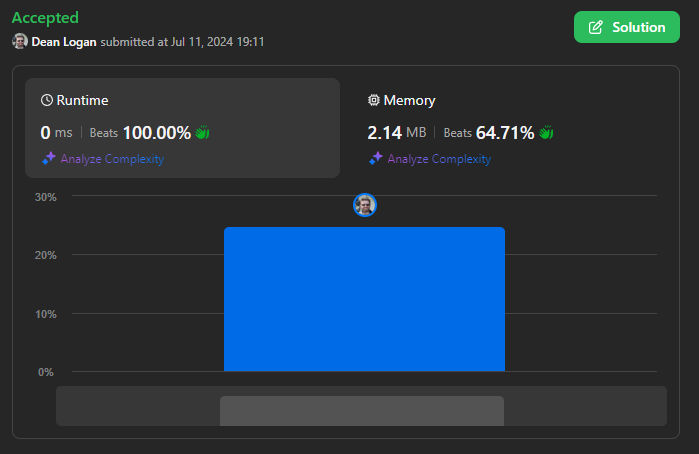 Accepted
Solution
Dean Logan submitted at Jul 11, 2024 19:11
Runtime
0 ms | Beats 100.00%
Analyze Complexity
Memory
2.14 MB | Beats 64.71%
Analyze Complexity
30%
20%
10%
0%